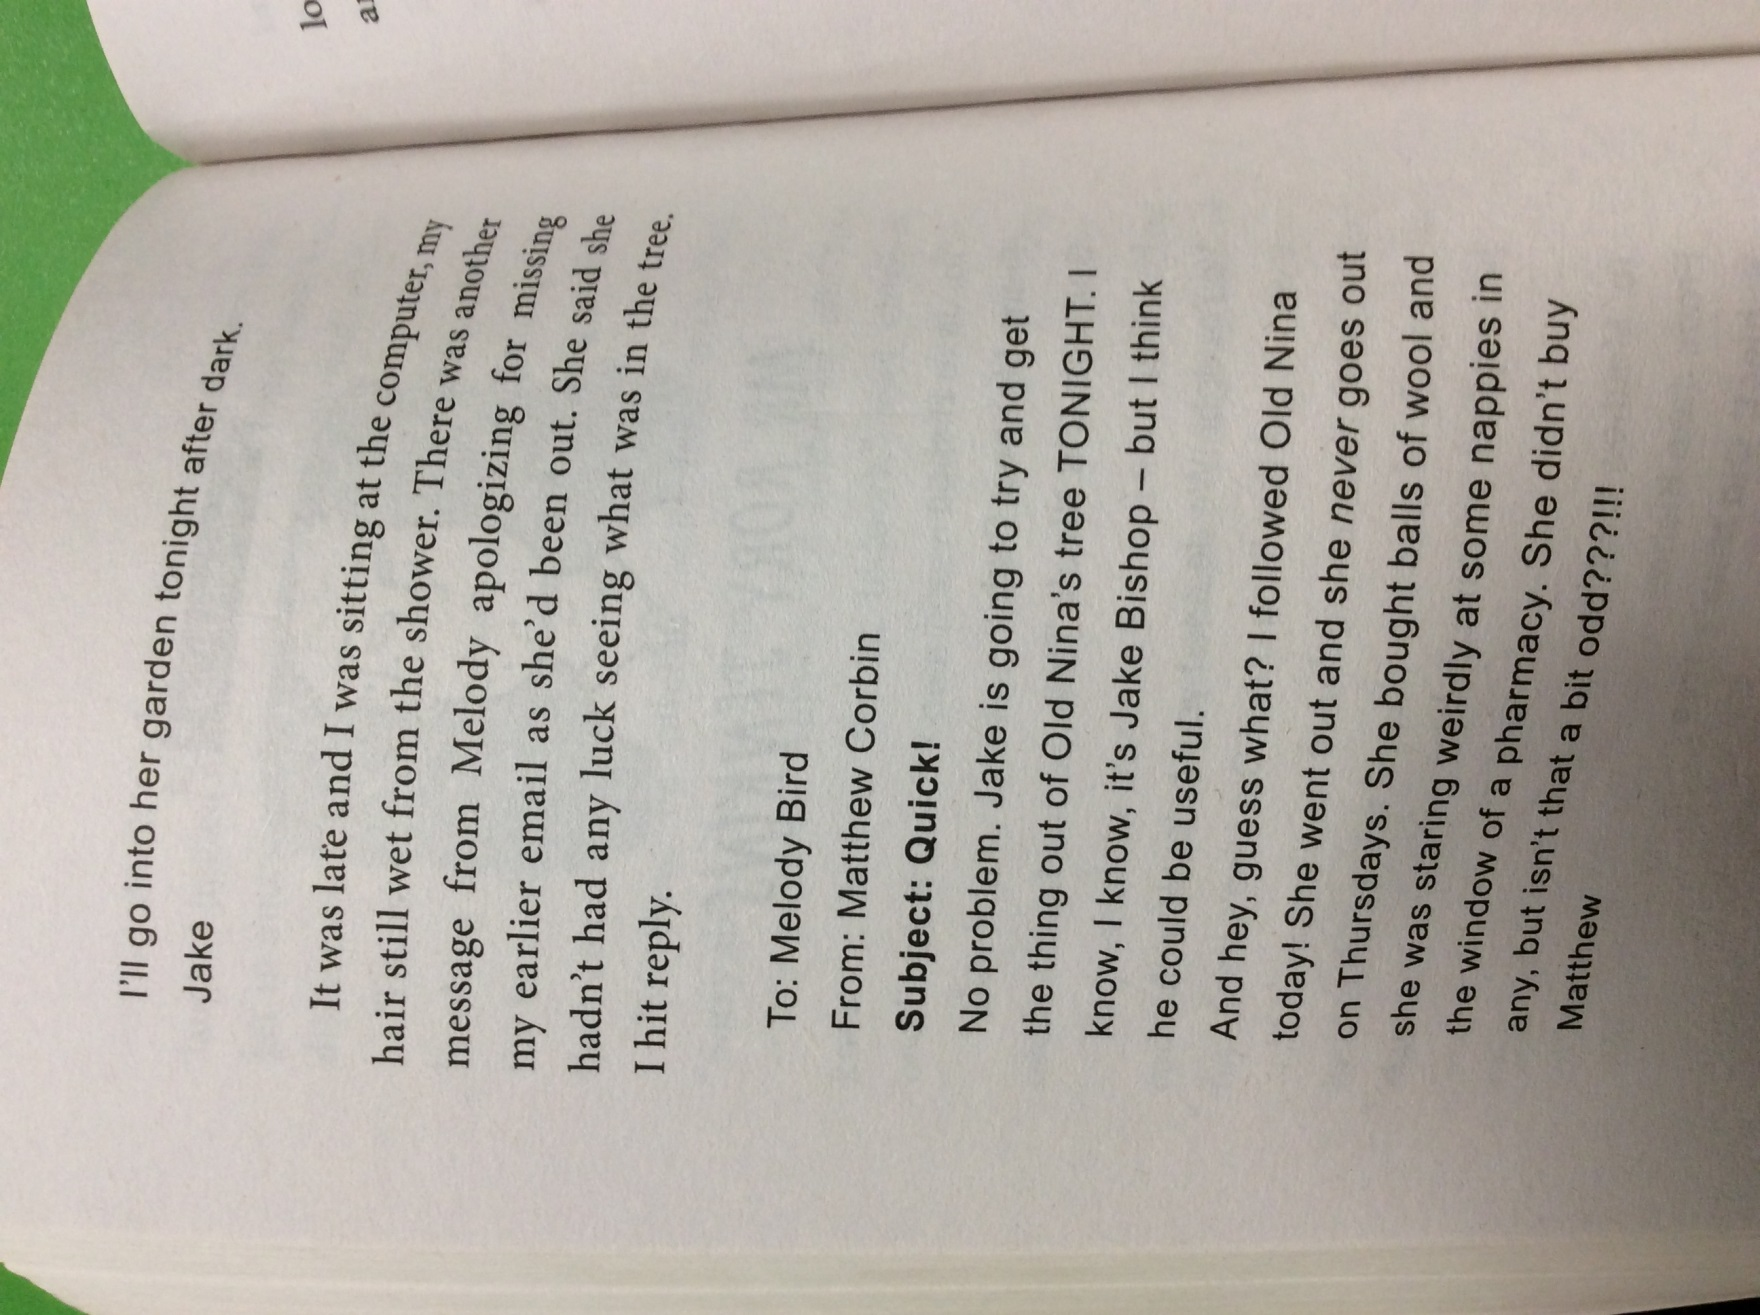 I'll go into her garden tonight after dark.
Jake
It was late and I was sitting at the computer, my
hair still wet from the shower. There was another
message from Melody apologizing for missing
my earlier email as she'd been out. She said she
hadn't had any luck seeing what was in the tree.
I hit reply.
To: Melody Bird
From: Matthew Corbin
Subject: Quick!
No problem. Jake is going to try and get
the thing out of Old Nina's tree TONIGHT. I
know, I know, it's Jake Bishop – but I think
he could be useful.
And hey, guess what? I followed Old Nina
today! She went out and she never goes out
on Thursdays. She bought balls of wool and
she was staring weirdly at some nappies in
the window of a pharmacy. She didn't buy
any, but isn't that a bit odd???!!!
Matthew